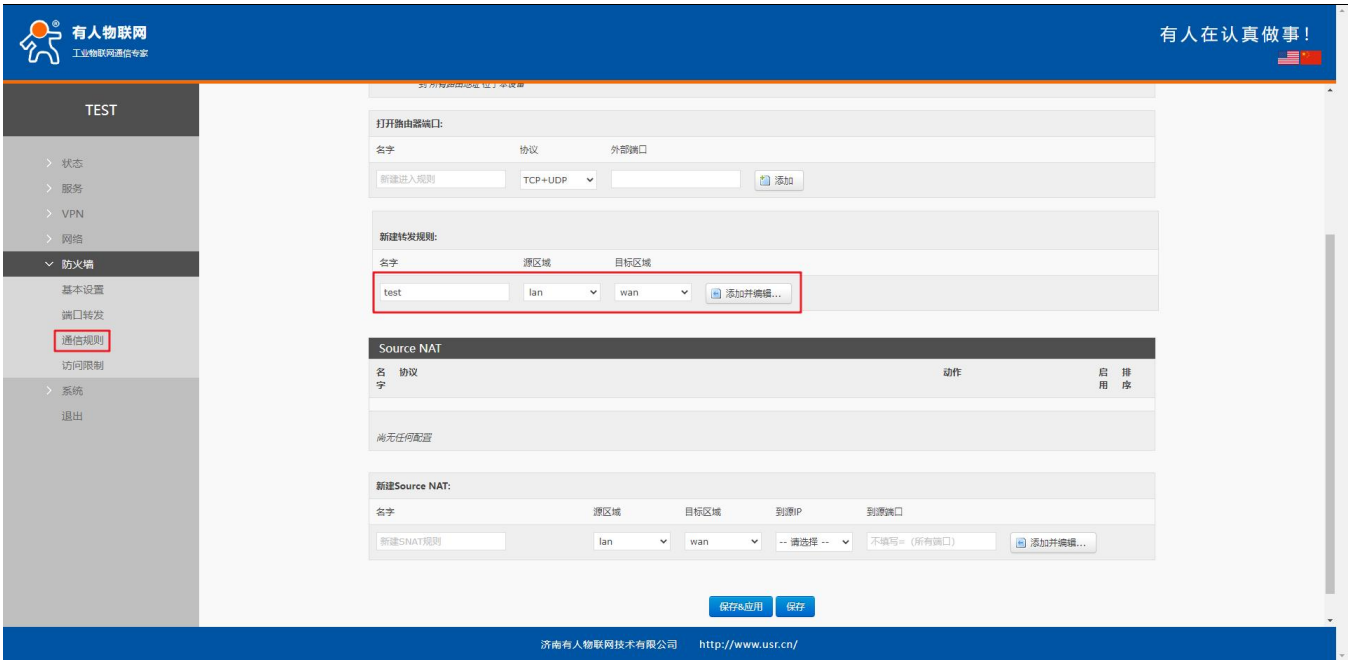 有人物联网
工业物联网通信专家
有人在认真做事!
TEST
状态
服务
VPN
网络
防火墙
基本设置
端口转发
通信规则
访问限制
系统
退出
打开路由器端口:
名字 协议 外部端口
新建进入规则 TCP+UDP 添加
新建转发规则:
名字 源区域 目标区域
test lan wan 添加并编辑...
Source NAT
名字 协议 动作 启用 排序
尚无任何配置
新建Source NAT:
名字 源区域 目标区域 到源IP 到源端口
新建SNAT规则 lan wan -- 请选择 -- 不填写=（所有端口） 添加并编辑...
保存&应用 保存
济南有人物联网技术有限公司 http://www.usr.cn/